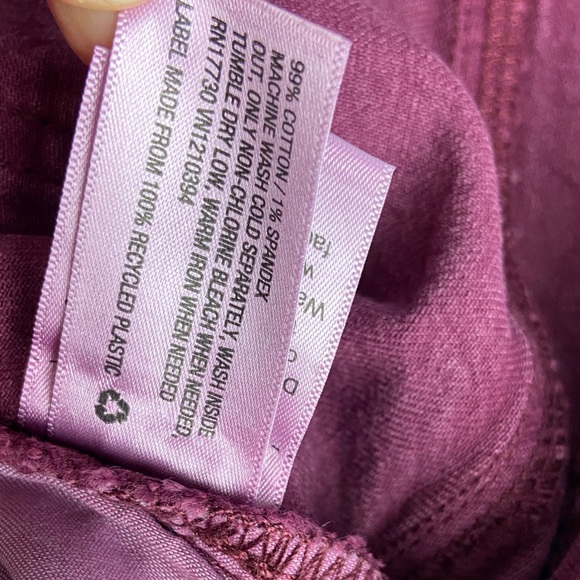 99% COTTON / 1% SPANDEX
MACHINE WASH COLD SEPARATELY WASH INSIDE
OUT, ONLY NON-CHLORINE BLEACH WHEN NEEDED,
TUMBLE DRY LOW, WARM IRON WHEN NEEDED
RN17730 VN1210394
LABEL MADE FROM 100% RECYCLED PLASTIC